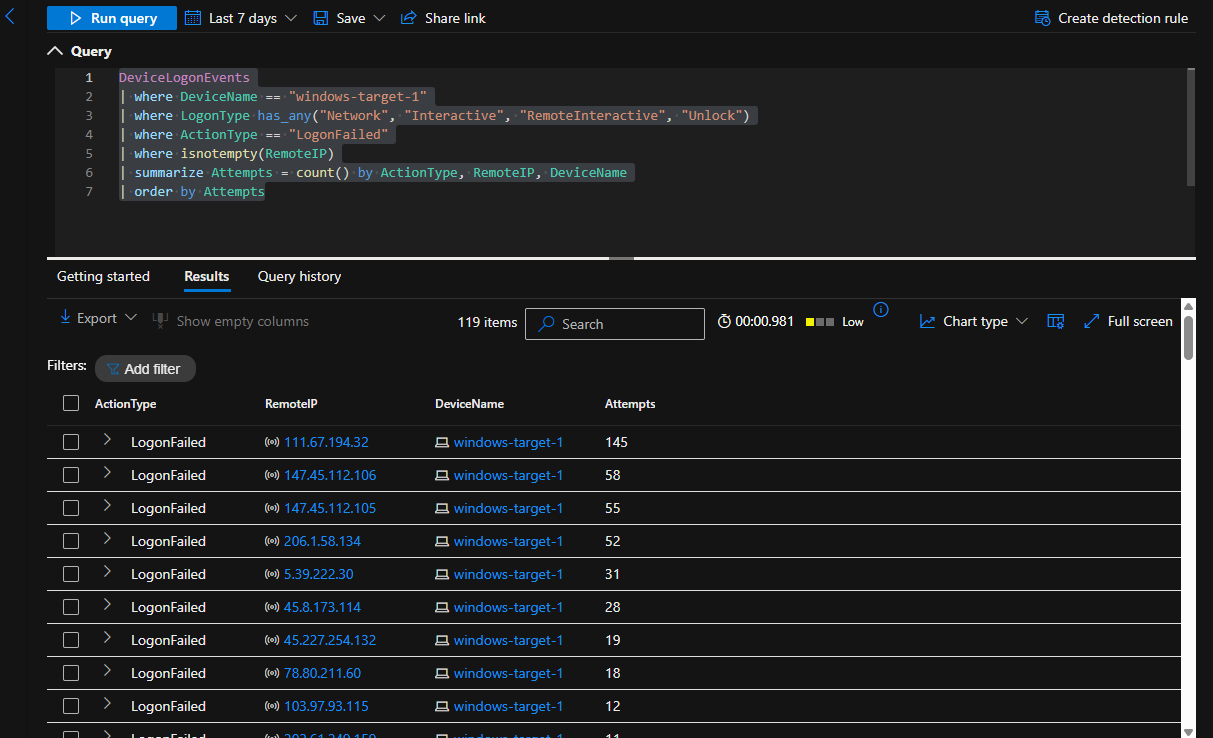 Run query Last 7 days Save Share link Create detection rule
Query
1 DeviceLogonEvents
2 | where DeviceName == "windows-target-1"
3 | where LogonType has_any("Network", "Interactive", "RemoteInteractive", "Unlock")
4 | where ActionType == "LogonFailed"
5 | where isnotempty(RemoteIP)
6 | summarize Attempts = count() by ActionType, RemoteIP, DeviceName
7 | order by Attempts
Getting started Results Query history
Export Show empty columns 119 items Search 00:00.981 Low Chart type Full screen
Filters: Add filter
ActionType RemoteIP DeviceName Attempts
LogonFailed 111.67.194.32 windows-target-1 145
LogonFailed 147.45.112.106 windows-target-1 58
LogonFailed 147.45.112.105 windows-target-1 55
LogonFailed 206.1.58.134 windows-target-1 52
LogonFailed 5.39.222.30 windows-target-1 31
LogonFailed 45.8.173.114 windows-target-1 28
LogonFailed 45.227.254.132 windows-target-1 19
LogonFailed 78.80.211.60 windows-target-1 18
LogonFailed 103.97.93.115 windows-target-1 12
LogonFailed windows-target-1 11